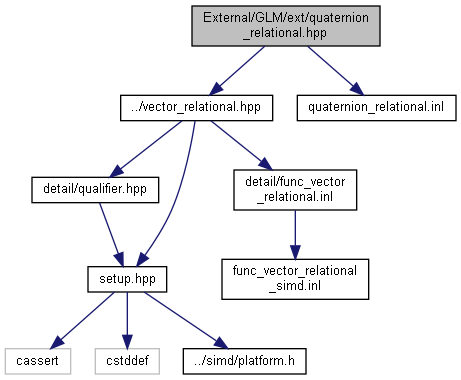 External/GLM/ext/quaternion
_relational.hpp
../vector_relational.hpp
quaternion_relational.inl
detail/qualifier.hpp
detail/func_vector
_relational.inl
setup.hpp
func_vector_relational
_simd.inl
cassert
cstddef
../simd/platform.h